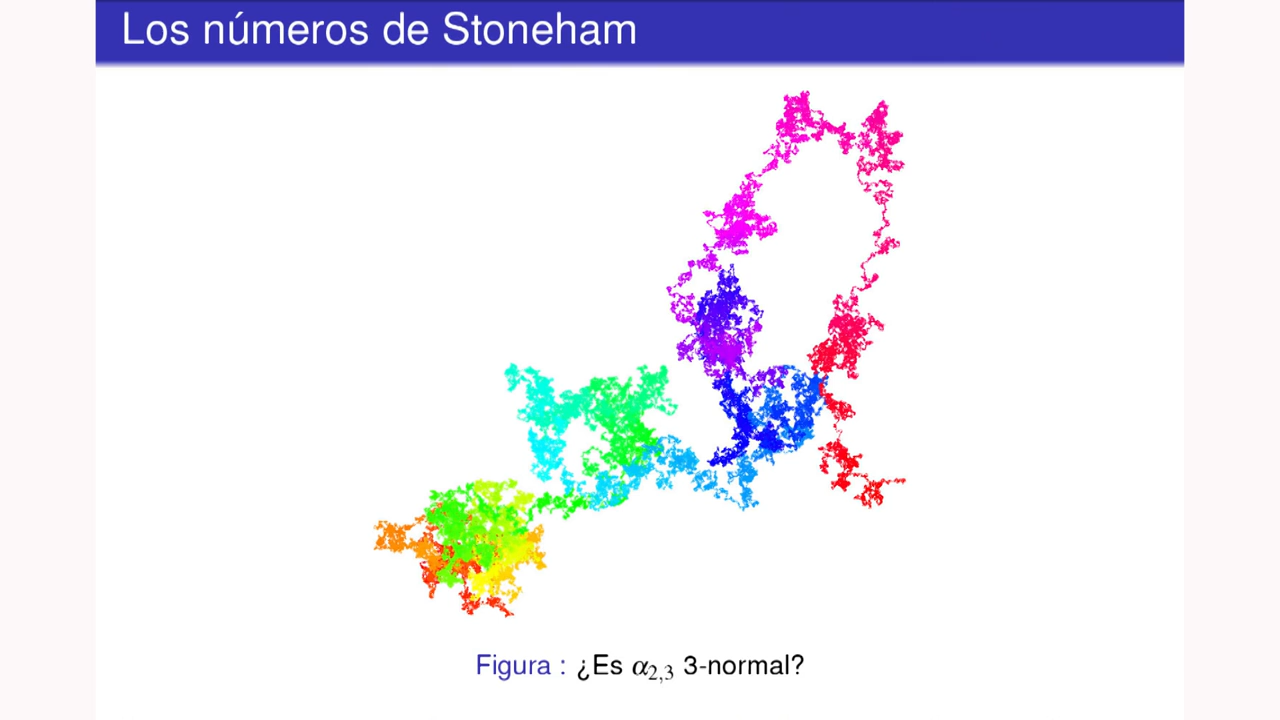 Los números de Stoneham
Figura : ¿Es α2,3 3-normal?